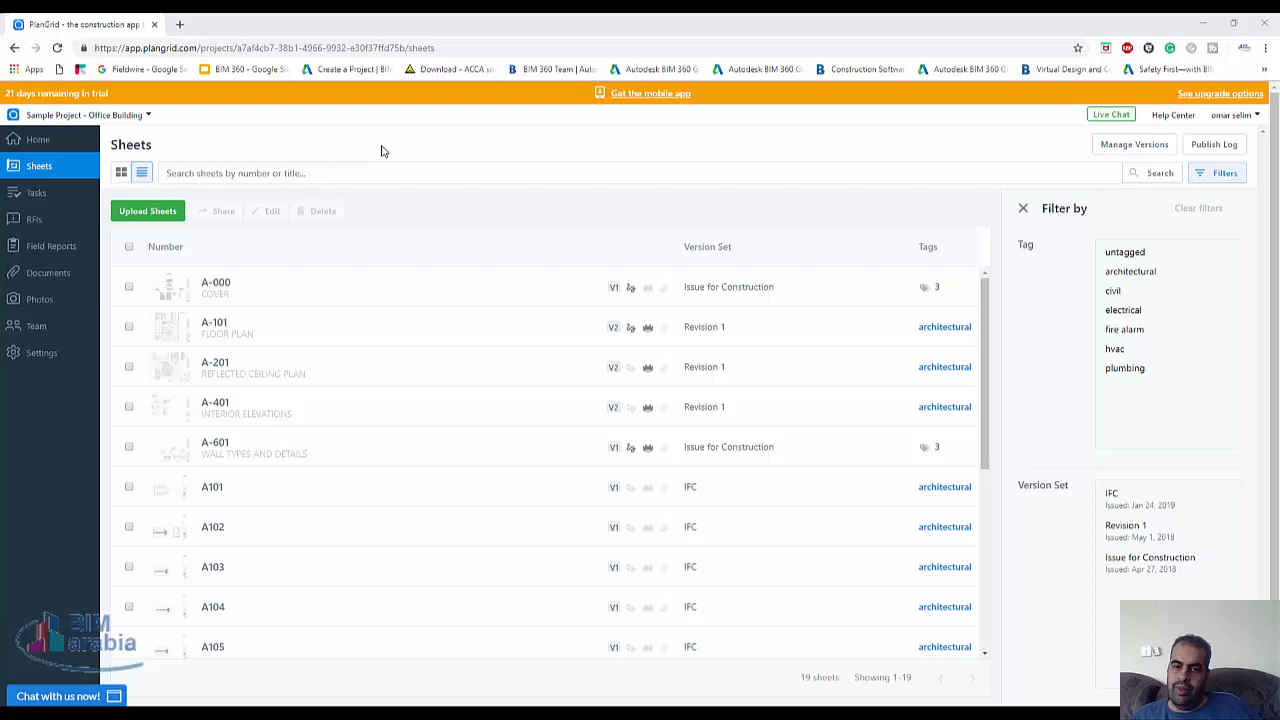 PlanGrid - the construction app
https://app.plangrid.com/projects/a7af4cb7-38b1-4966-9932-e30f37ffd75b/sheets
Apps
Fieldwire - Google S
BIM 360 - Google Sli
Create a Project | BI
Download - ACCA so
BIM 360 Team | Auto
Autodesk BIM 360 G
Autodesk BIM 360 Gl
Construction Softwa
Autodesk BIM 360 G
Virtual Design and Co
Safety First—with BI
»
21 days remaining in trial
Get the mobile app
See upgrade options
Sample Project - Office Building
Live Chat
Help Center
omar selim
Home
Sheets
Tasks
RFIs
Field Reports
Documents
Photos
Team
Settings
Sheets
Manage Versions
Publish Log
Search sheets by number or title...
Search
Filters
Upload Sheets
Share
Edit
Delete
Number
Version Set
Tags
A-000
COVER
V1
Issue for Construction
3
A-101
FLOOR PLAN
V2
Revision 1
architectural
A-201
REFLECTED CEILING PLAN
V2
Revision 1
architectural
A-401
INTERIOR ELEVATIONS
V2
Revision 1
architectural
A-601
WALL TYPES AND DETAILS
V1
Issue for Construction
3
A101
V1
IFC
architectural
A102
V1
IFC
architectural
A103
V1
IFC
architectural
A104
V1
IFC
architectural
A105
V1
IFC
architectural
19 sheets
Showing 1-19
Filter by
Clear filters
Tag
untagged
architectural
civil
electrical
fire alarm
hvac
plumbing
Version Set
IFC
Issued: Jan 24, 2019
Revision 1
Issued: May 1, 2018
Issue for Construction
Issued: Apr 27, 2018
BIM
arabia
Chat with us now!